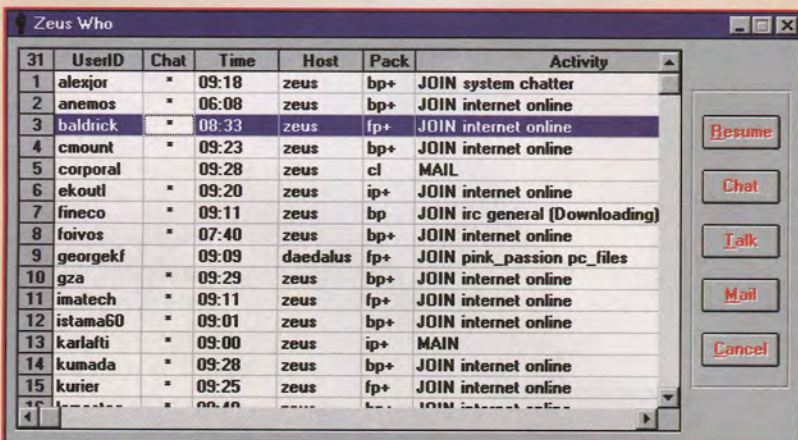 Zeus Who
31 UserID Chat Time Host Pack Activity
1 alexjor * 09:18 zeus bp+ JOIN system chatter
2 anemos * 06:08 zeus bp+ JOIN internet online
3 baldrick * 08:33 zeus fp+ JOIN internet online
4 cmount * 09:23 zeus bp+ JOIN internet online
5 corporal 09:28 zeus cl MAIL
6 ekoutl * 09:20 zeus ip+ JOIN internet online
7 fineco * 09:11 zeus bp JOIN irc general (Downloading)
8 foivos * 07:40 zeus bp+ JOIN internet online
9 georgekf 09:09 daedalus fp+ JOIN pink_passion pc_files
10 gza * 09:29 zeus bp+ JOIN internet online
11 imatech * 09:11 zeus fp+ JOIN internet online
12 istama60 * 09:01 zeus bp+ JOIN internet online
13 karlafti * 09:00 zeus ip+ MAIN
14 kumada * 09:28 zeus bp+ JOIN internet online
15 kurier * 09:25 zeus fp+ JOIN internet online
Resume
Chat
Talk
Mail
Cancel